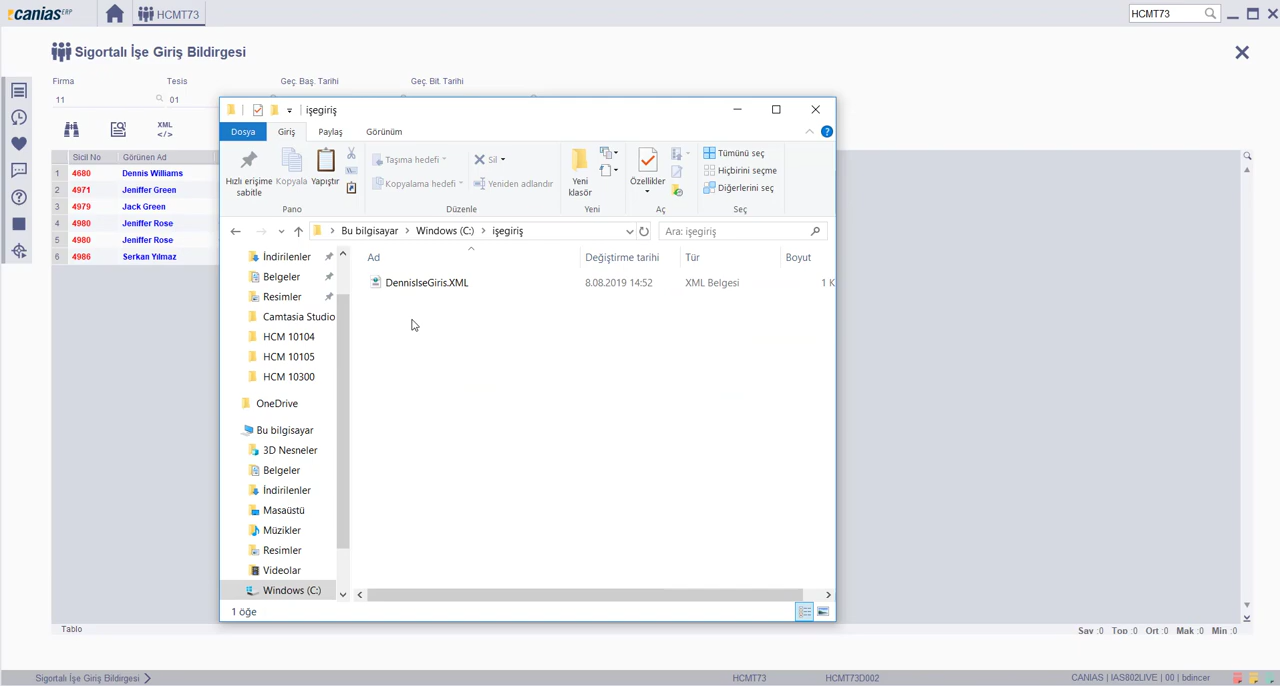 caniasERP
HCMT73
HCMT73
Sigortalı İşe Giriş Bildirgesi
Firma Tesis Geç. Baş. Tarihi Geç. Bit. Tarihi
11 01
XML
</>
işegiriş
Dosya Giriş Paylaş Görünüm
Hızlı erişime sabitle
Kopyala
Yapıştır
Taşıma hedefi
Kopyalama hedefi
Sil
Yeniden adlandır
Yeni klasör
Özellikler
Tümünü seç
Hiçbirini seçme
Diğerlerini seç
Pano Düzenle Yeni Aç Seç
Bu bilgisayar > Windows (C:) > işegiriş
Ara: işegiriş
Sicil No Görünen Ad
1 4680 Dennis Williams
2 4971 Jeniffer Green
3 4979 Jack Green
4 4980 Jeniffer Rose
5 4980 Jeniffer Rose
6 4986 Serkan Yılmaz
İndirilenler
Belgeler
Resimler
Camtasia Studio
HCM 10104
HCM 10105
HCM 10300
OneDrive
Bu bilgisayar
3D Nesneler
Belgeler
İndirilenler
Masaüstü
Müzikler
Resimler
Videolar
Windows (C:)
Ad Değiştirme tarihi Tür Boyut
DennisIseGiris.XML 8.08.2019 14:52 XML Belgesi 1 K
1 öğe
Tablo
Say :0 Top :0 Ort :0 Mak :0 Min :0
Sigortalı İşe Giriş Bildirgesi HCMT73 HCMT73D002 CANIAS | IAS802LIVE | 00 | bdincer